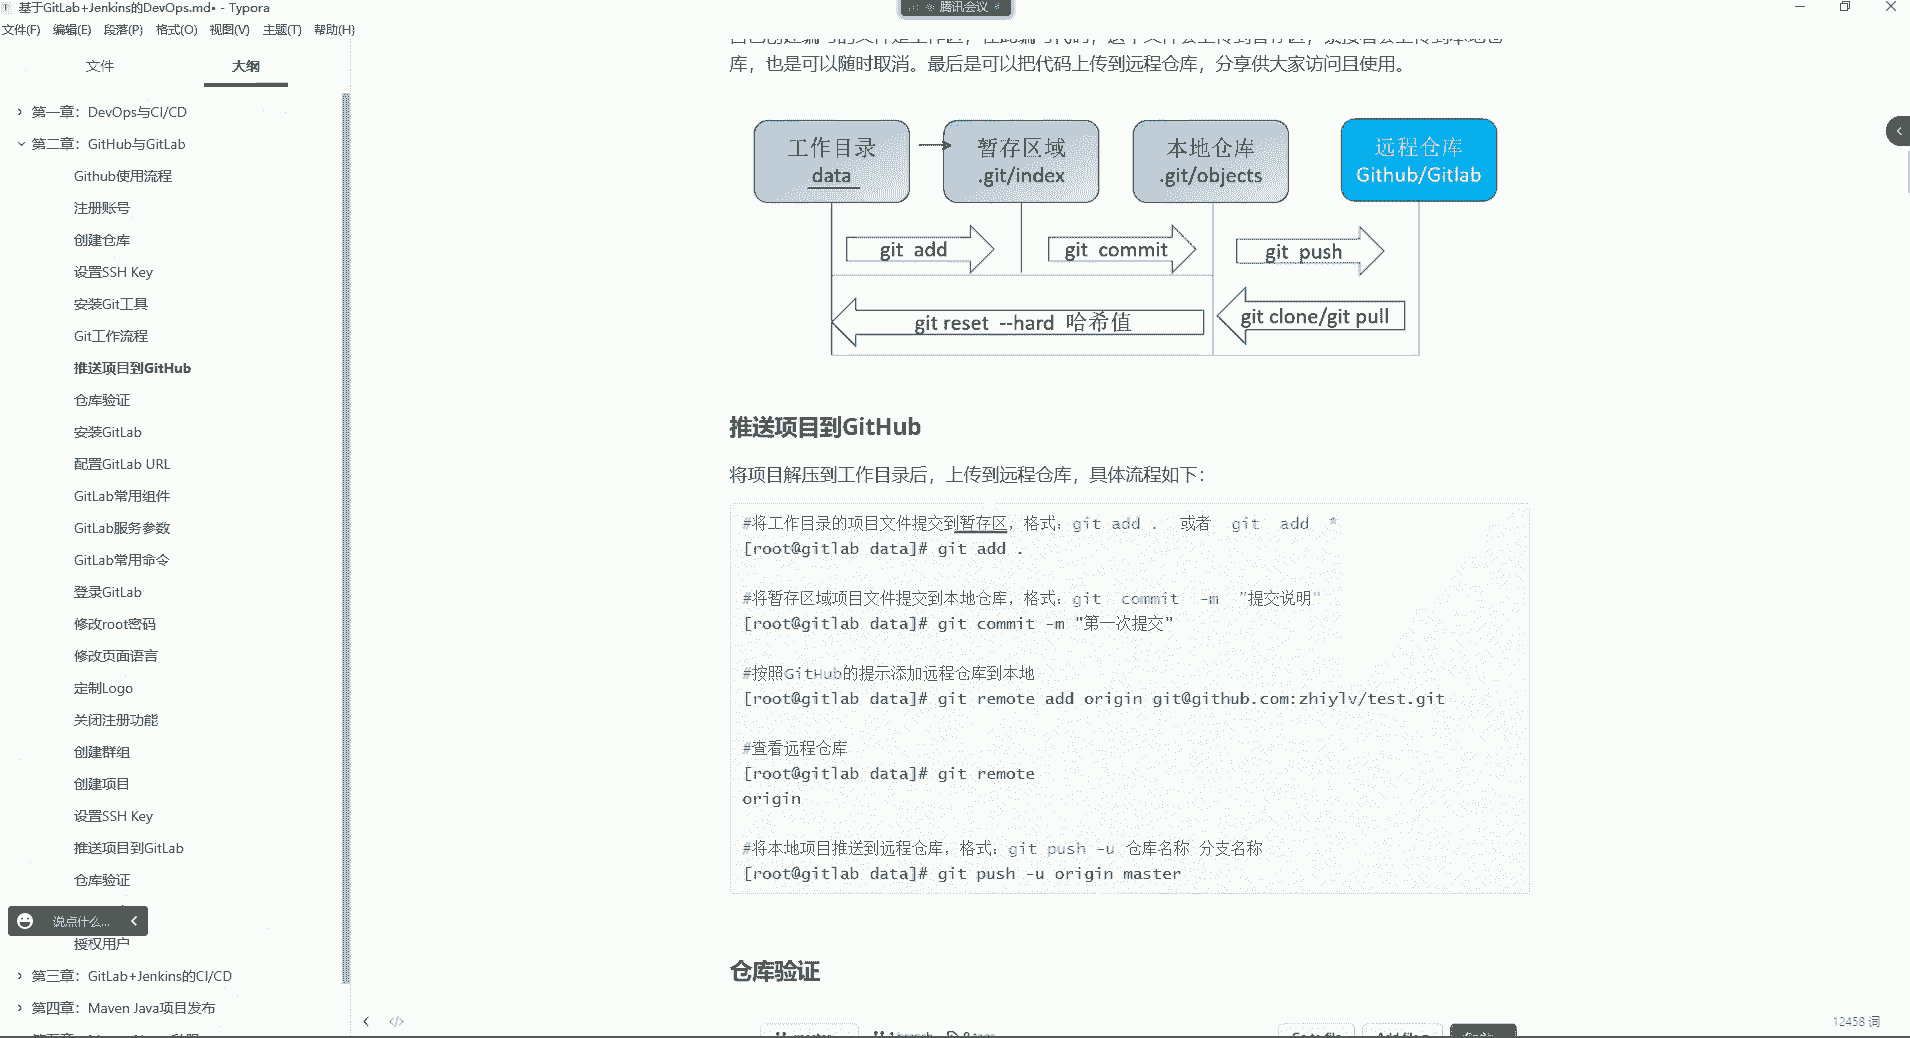 基于GitLab+Jenkins的DevOps.md• - Typora
腾讯会议
文件(F) 编辑(E) 段落(P) 格式(O) 视图(V) 主题(T) 帮助(H)
文件 大纲
第一章：DevOps与CI/CD
第二章：GitHub与GitLab
Github使用流程
注册账号
创建仓库
设置SSH Key
安装Git工具
Git工作流程
推送项目到GitHub
仓库验证
安装GitLab
配置GitLab URL
GitLab常用组件
GitLab服务参数
GitLab常用命令
登录GitLab
修改root密码
修改页面语言
定制Logo
关闭注册功能
创建群组
创建项目
设置SSH Key
推送项目到GitLab
仓库验证
说点什么...
授权用户
第三章：GitLab+Jenkins的CI/CD
第四章：Maven Java项目发布
库，也是可以随时取消。最后是可以把代码上传到远程仓库，分享供大家访问且使用。
工作目录 暂存区域 本地仓库 远程仓库
data .git/index .git/objects Github/Gitlab
git add git commit git push
git reset --hard 哈希值 git clone/git pull
推送项目到GitHub
将项目解压到工作目录后，上传到远程仓库，具体流程如下：
#将工作目录的项目文件提交到暂存区，格式：git add . 或者 git add *
[root@gitlab data]# git add .
#将暂存区域项目文件提交到本地仓库，格式：git commit -m "提交说明"
[root@gitlab data]# git commit -m "第一次提交"
#按照GitHub的提示添加远程仓库到本地
[root@gitlab data]# git remote add origin git@github.com:zhiylv/test.git
#查看远程仓库
[root@gitlab data]# git remote
origin
#将本地项目推送到远程仓库，格式：git push -u 仓库名称 分支名称
[root@gitlab data]# git push -u origin master
仓库验证
12458 词